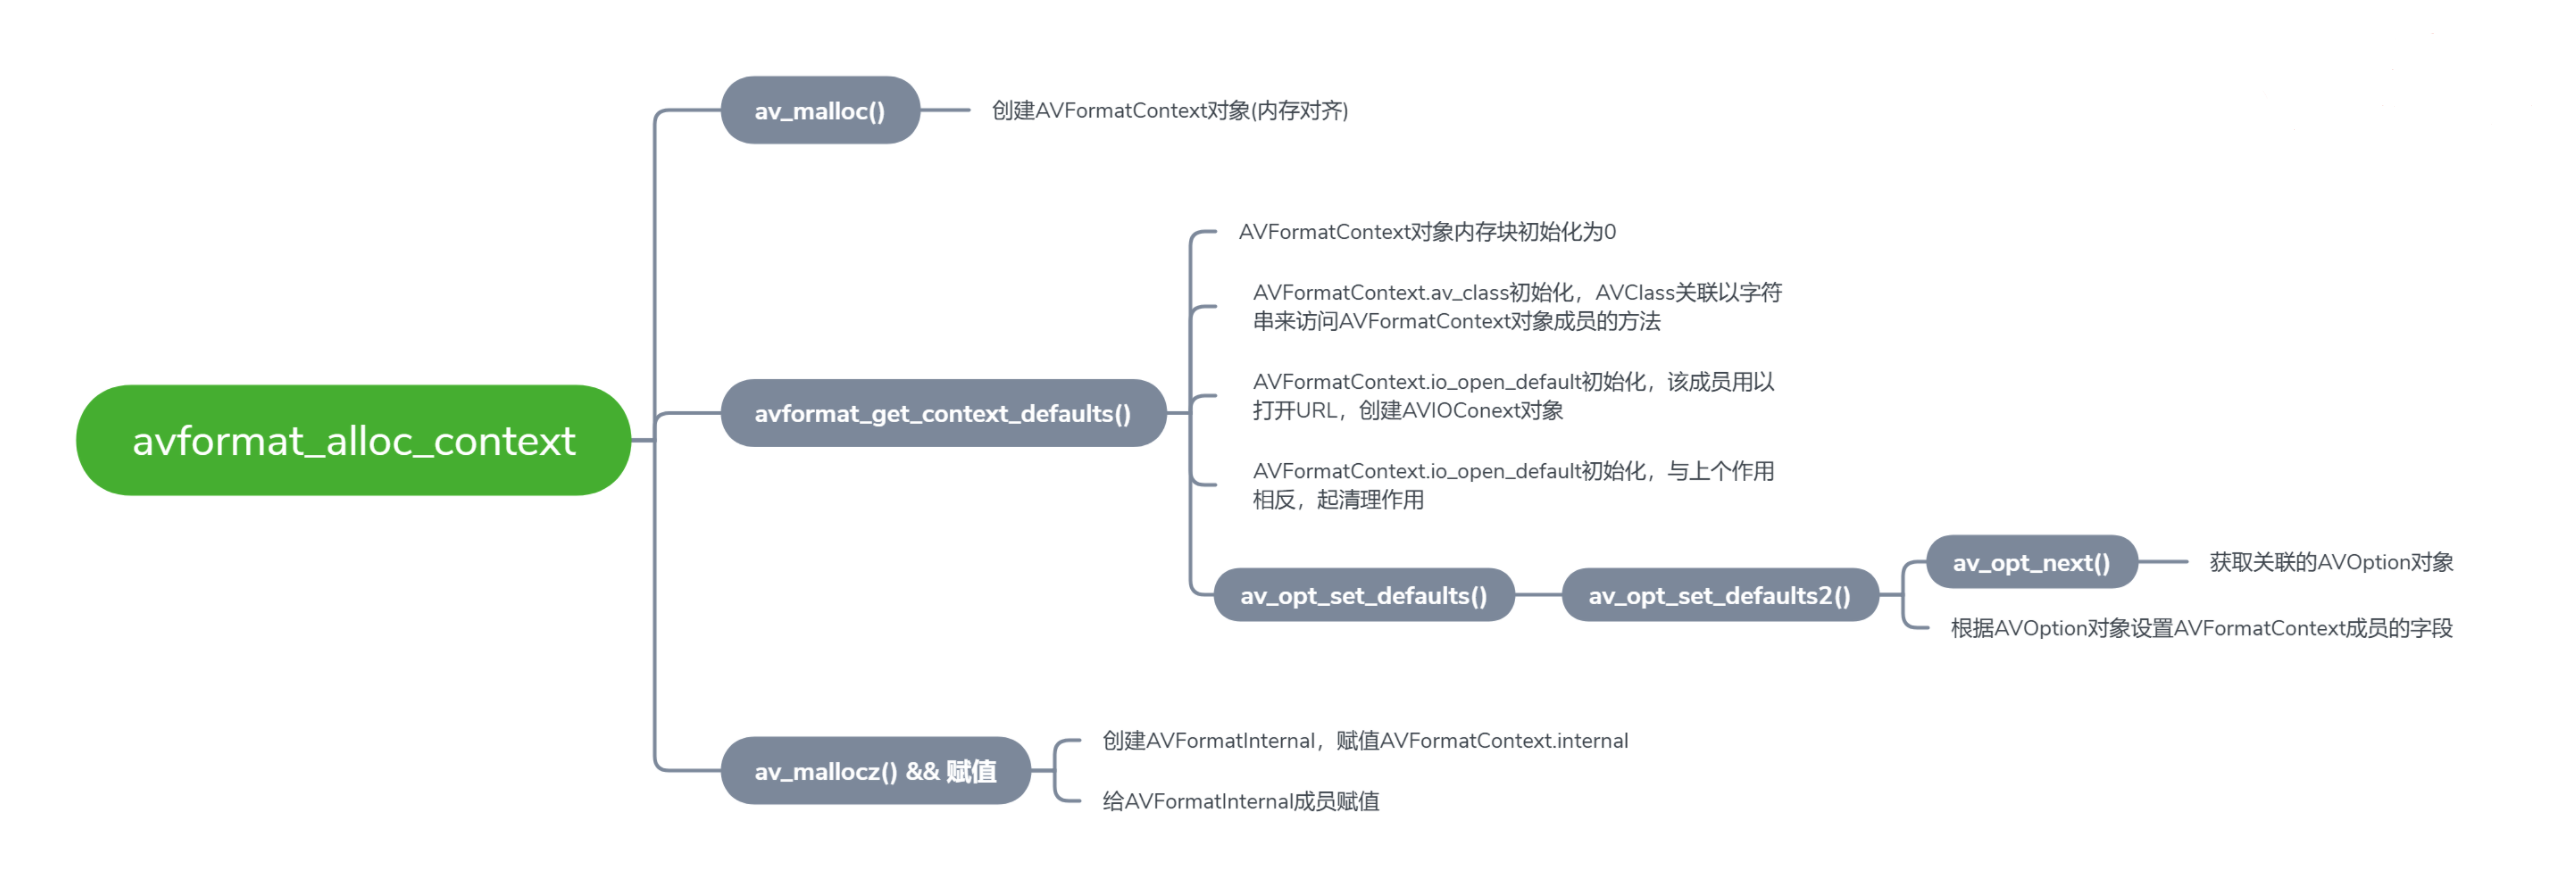 av_malloc()
创建AVFormatContext对象(内存对齐)
AVFormatContext对象内存块初始化为0
AVFormatContext.av_class初始化，AVClass关联以字符
串来访问AVFormatContext对象成员的方法
AVFormatContext.io_open_default初始化，该成员用以
打开URL，创建AVIOConext对象
avformat_get_context_defaults()
avformat_alloc_context
AVFormatContext.io_open_default初始化，与上个作用
相反，起清理作用
av_opt_set_defaults()
av_opt_set_defaults2()
av_opt_next()
获取关联的AVOption对象
根据AVOption对象设置AVFormatContext成员的字段
av_mallocz() && 赋值
创建AVFormatInternal，赋值AVFormatContext.internal
给AVFormatInternal成员赋值